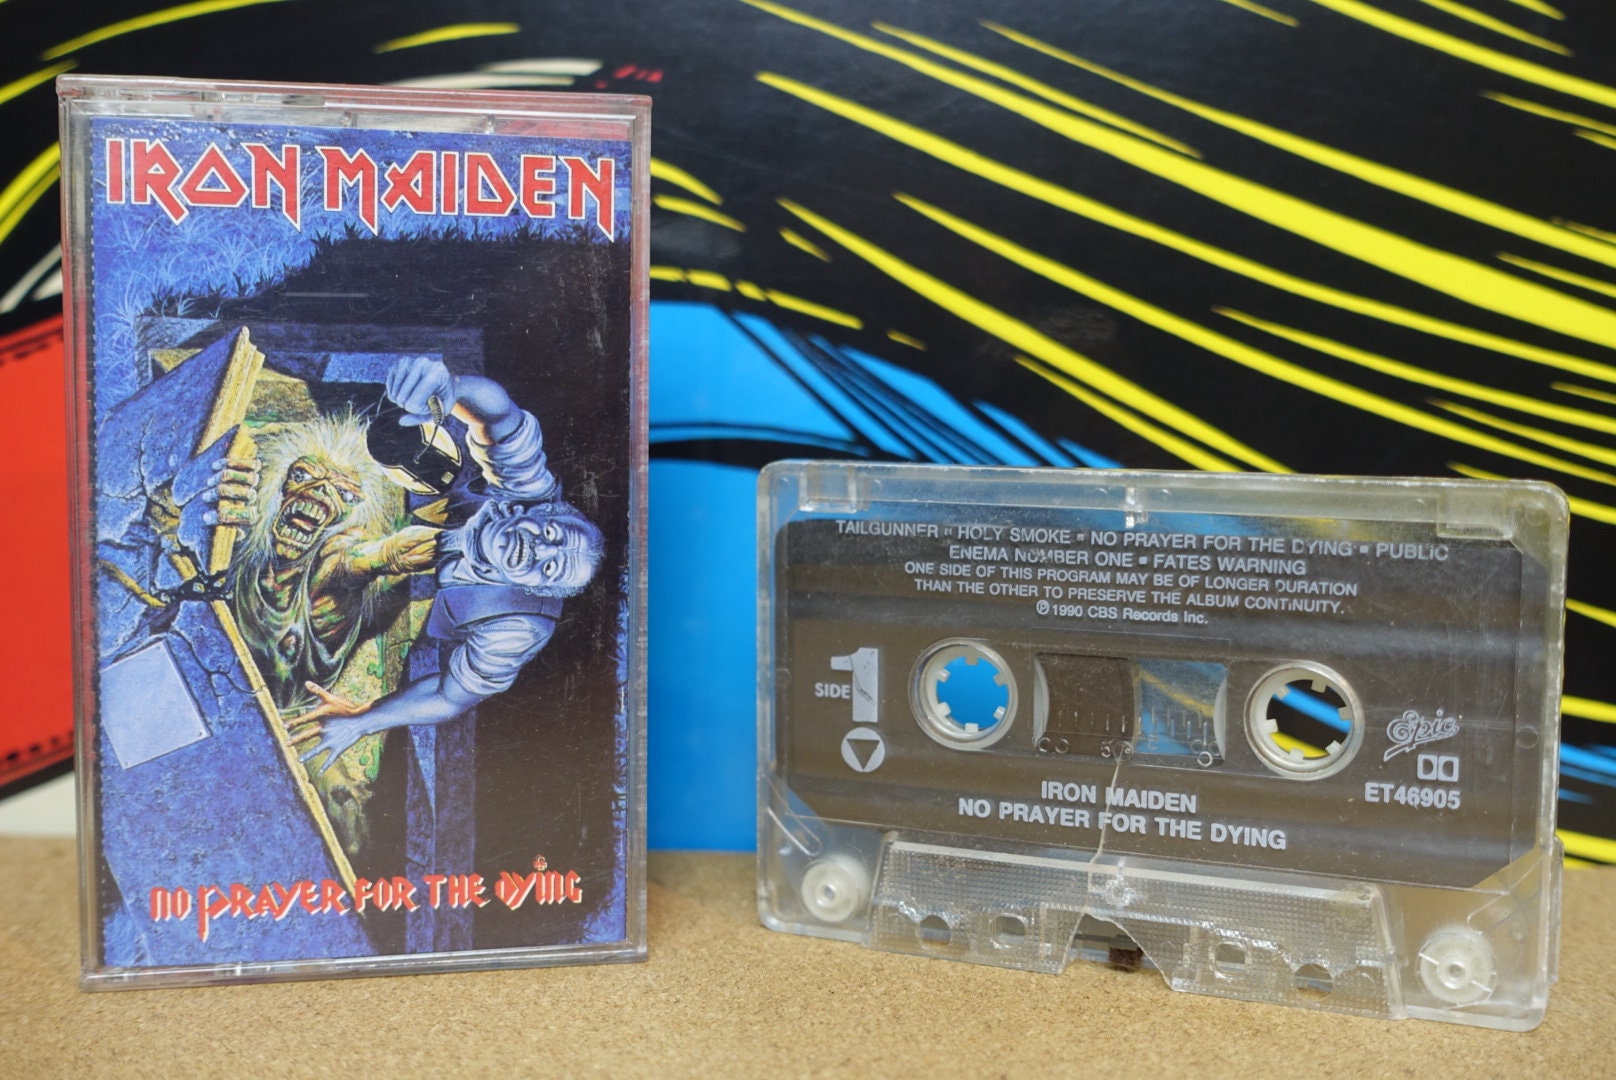 IRON MAIDEN
NO PRAYER FOR THE DYING
TAILGUNNER ▪ HOLY SMOKE ▪ NO PRAYER FOR THE DYING ▪ PUBLIC
ENEMA NUMBER ONE ▪ FATES WARNING
ONE SIDE OF THIS PROGRAM MAY BE OF LONGER DURATION
THAN THE OTHER TO PRESERVE THE ALBUM CONTINUITY.
℗ 1990 CBS Records Inc.
SIDE 1
Epic
ET46905
IRON MAIDEN
NO PRAYER FOR THE DYING